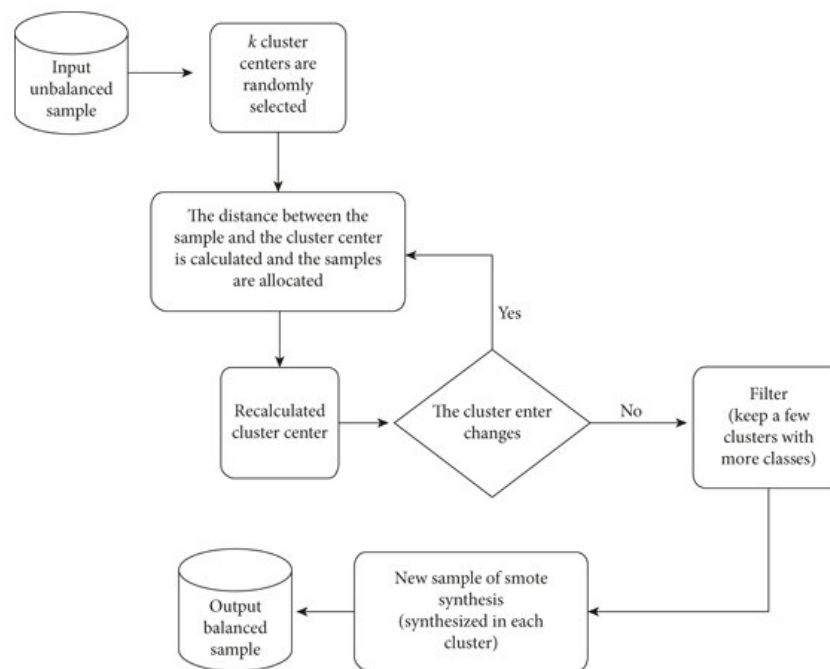 Input
unbalanced
sample
k cluster
centers are
randomly
selected
The distance between the
sample and the cluster center
is calculated and the samples
are allocated
Yes
Recalculated
cluster center
The cluster enter
changes
No
Filter
(keep a few
clusters with
more classes)
New sample of smote
synthesis
(synthesized in each
cluster)
Output
balanced
sample